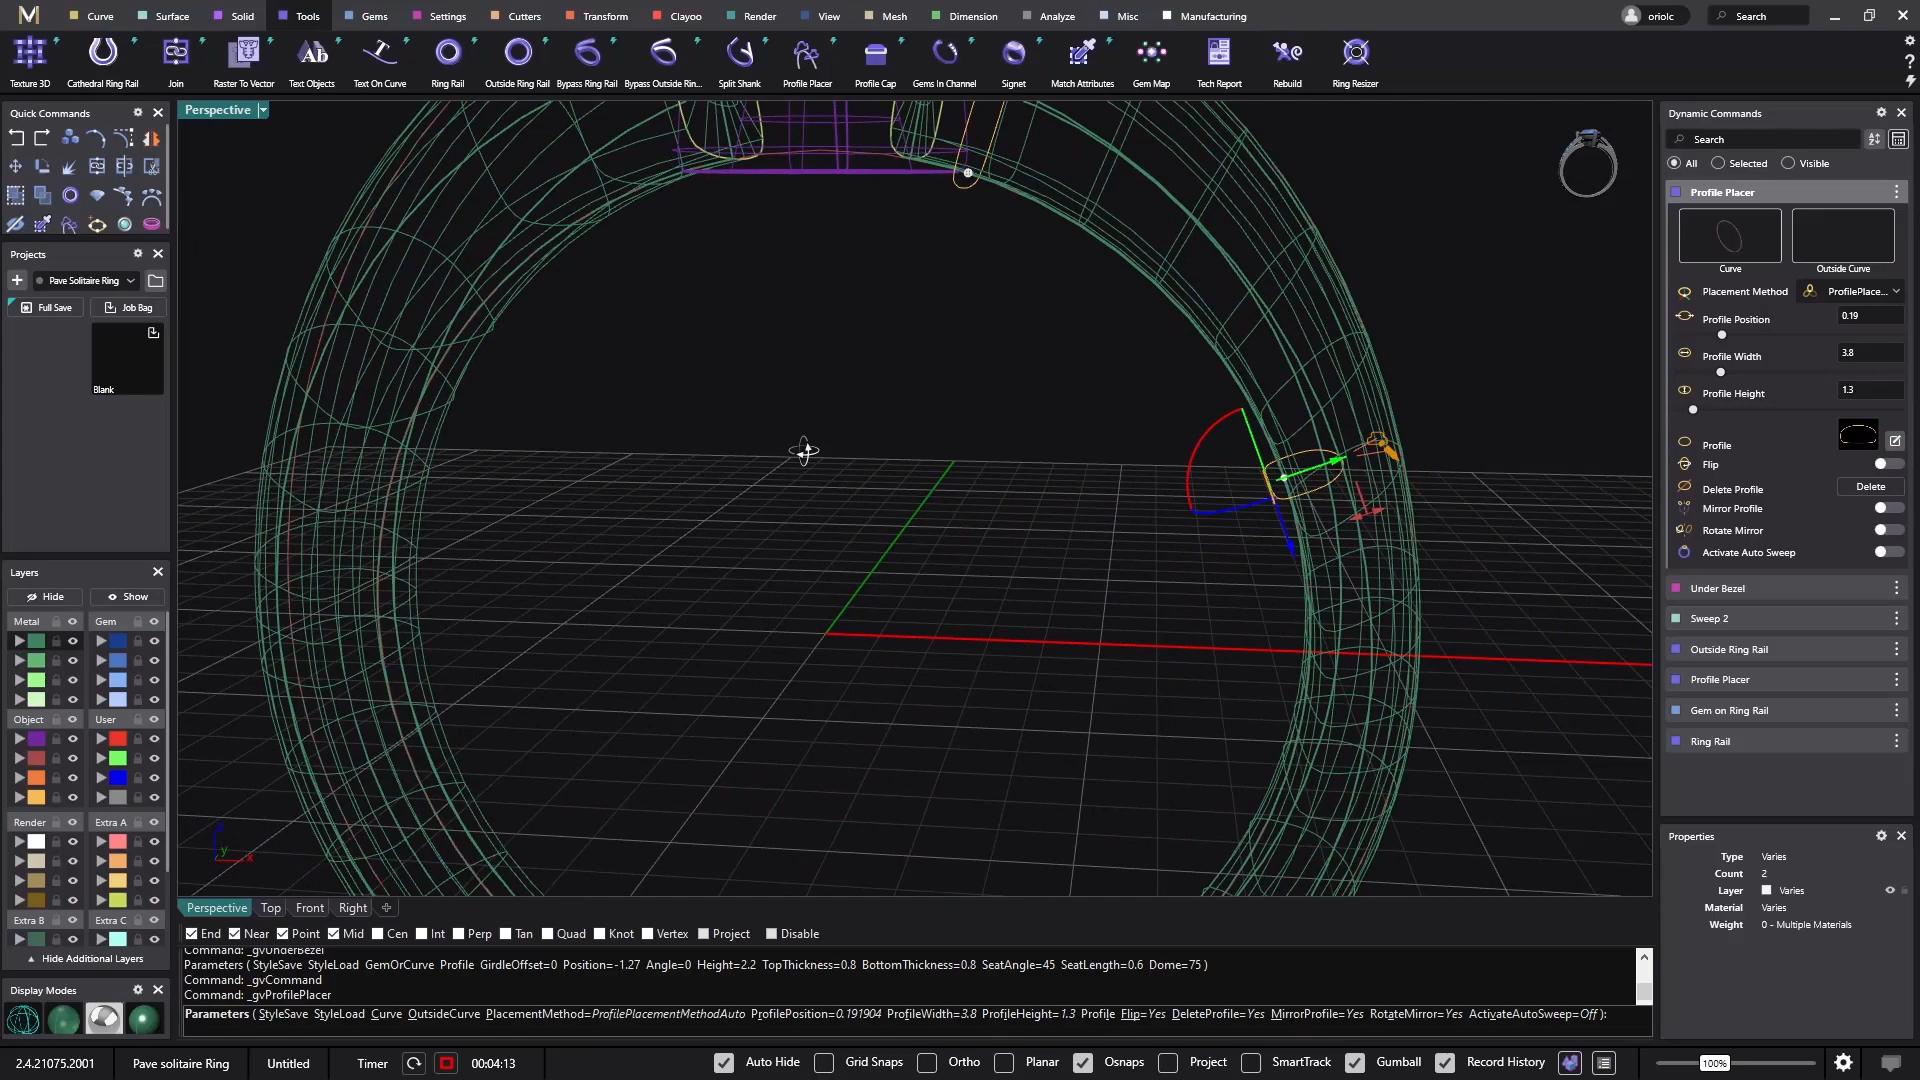 Curve
Surface
Solid
Tools
Gems
Settings
Cutters
Transform
Clayoo
Render
View
Mesh
Dimension
Analyze
Misc
Manufacturing
oriolc
Search
Texture 3D
Cathedral Ring Rail
Join
Raster To Vector
Text Objects
Text On Curve
Ring Rail
Outside Ring Rail
Bypass Ring Rail
Bypass Outside Rin...
Split Shank
Profile Placer
Profile Cap
Gems In Channel
Signet
Match Attributes
Gem Map
Tech Report
Rebuild
Ring Resizer
Quick Commands
Projects
Pave Solitaire Ring
Full Save
Job Bag
Blank
Layers
Hide
Show
Metal
Gem
Object
User
Render
Extra A
Extra B
Extra C
Hide Additional Layers
Display Modes
Perspective
z
y
x
Dynamic Commands
Search
All
Selected
Visible
Profile Placer
Curve
Outside Curve
Placement Method
ProfilePlace...
Profile Position
0.19
Profile Width
3.8
Profile Height
1.3
Profile
Flip
Delete Profile
Delete
Mirror Profile
Rotate Mirror
Activate Auto Sweep
Under Bezel
Sweep 2
Outside Ring Rail
Profile Placer
Gem on Ring Rail
Ring Rail
Properties
Type Varies
Count 2
Layer Varies
Material Varies
Weight 0 - Multiple Materials
Perspective Top Front Right
End Near Point Mid Cen Int Perp Tan Quad Knot Vertex Project Disable
Command: _gvUnderBezel
Parameters ( StyleSave StyleLoad GemOrCurve Profile GirdleOffset=0 Position=-1.27 Angle=0 Height=2.2 TopThickness=0.8 BottomThickness=0.8 SeatAngle=45 SeatLength=0.6 Dome=75 )
Command: _gvCommand
Command: _gvProfilePlacer
Parameters ( StyleSave StyleLoad Curve OutsideCurve PlacementMethod=ProfilePlacementMethodAuto ProfilePosition=0.191904 ProfileWidth=3.8 ProfileHeight=1.3 Profile Flip=Yes DeleteProfile=Yes MirrorProfile=Yes RotateMirror=Yes ActivateAutoSweep=Off ):
2.4.21075.2001
Pave solitaire Ring
Untitled
Timer
00:04:13
Auto Hide
Grid Snaps
Ortho
Planar
Osnaps
Project
SmartTrack
Gumball
Record History
100%